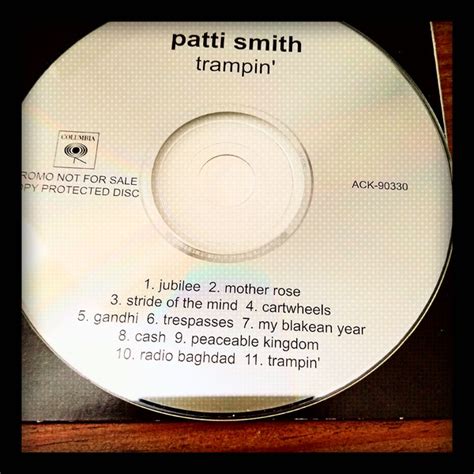 patti smith
trampin'
COLUMBIA
ROMO NOT FOR SALE
OPY PROTECTED DISC
ACK-90330
1. jubilee 2. mother rose
3. stride of the mind 4. cartwheels
5. gandhi 6. trespasses 7. my blakean year
8. cash 9. peaceable kingdom
10. radio baghdad 11. trampin'